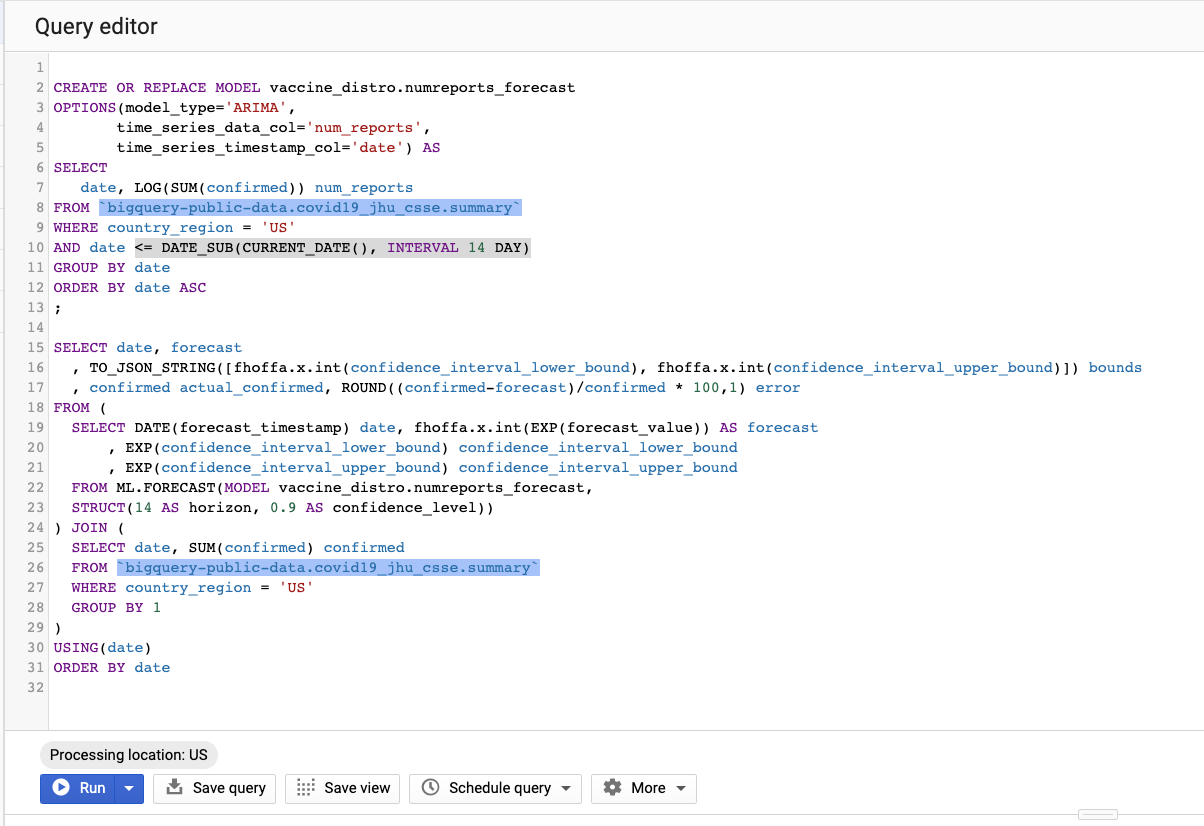 Query editor
1
2 CREATE OR REPLACE MODEL vaccine_distro.numreports_forecast
3 OPTIONS(model_type='ARIMA',
4 time_series_data_col='num_reports',
5 time_series_timestamp_col='date') AS
6 SELECT
7 date, LOG(SUM(confirmed)) num_reports
8 FROM `bigquery-public-data.covid19_jhu_csse.summary`
9 WHERE country_region = 'US'
10 AND date <= DATE_SUB(CURRENT_DATE(), INTERVAL 14 DAY)
11 GROUP BY date
12 ORDER BY date ASC
13 ;
14
15 SELECT date, forecast
16 , TO_JSON_STRING([fhoffa.x.int(confidence_interval_lower_bound), fhoffa.x.int(confidence_interval_upper_bound)]) bounds
17 , confirmed actual_confirmed, ROUND((confirmed-forecast)/confirmed * 100,1) error
18 FROM (
19 SELECT DATE(forecast_timestamp) date, fhoffa.x.int(EXP(forecast_value)) AS forecast
20 , EXP(confidence_interval_lower_bound) confidence_interval_lower_bound
21 , EXP(confidence_interval_upper_bound) confidence_interval_upper_bound
22 FROM ML.FORECAST(MODEL vaccine_distro.numreports_forecast,
23 STRUCT(14 AS horizon, 0.9 AS confidence_level))
24 ) JOIN (
25 SELECT date, SUM(confirmed) confirmed
26 FROM `bigquery-public-data.covid19_jhu_csse.summary`
27 WHERE country_region = 'US'
28 GROUP BY 1
29 )
30 USING(date)
31 ORDER BY date
32
Processing location: US
Run Save query Save view Schedule query More